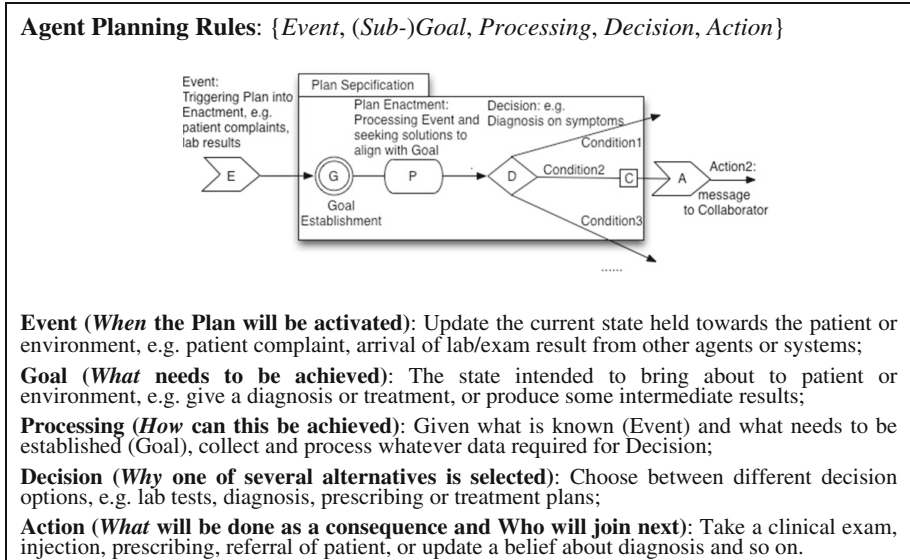 Agent Planning Rules: {Event, (Sub-)Goal, Processing, Decision, Action}
Event:
Triggering Plan into
Enactment, e.g.
patient complaints,
lab results
Plan Sepcification
Plan Enactment:
Processing Event and
seeking solutions to
align with Goal
Decision: e.g.
Diagnosis on symptoms
Condition1
E
G
P
D
Condition2
C
A
Action2:
message
to Collaborator
Goal
Establishment
Condition3
......
Event (When the Plan will be activated): Update the current state held towards the patient or
environment, e.g. patient complaint, arrival of lab/exam result from other agents or systems;
Goal (What needs to be achieved): The state intended to bring about to patient or
environment, e.g. give a diagnosis or treatment, or produce some intermediate results;
Processing (How can this be achieved): Given what is known (Event) and what needs to be
established (Goal), collect and process whatever data required for Decision;
Decision (Why one of several alternatives is selected): Choose between different decision
options, e.g. lab tests, diagnosis, prescribing or treatment plans;
Action (What will be done as a consequence and Who will join next): Take a clinical exam,
injection, prescribing, referral of patient, or update a belief about diagnosis and so on.